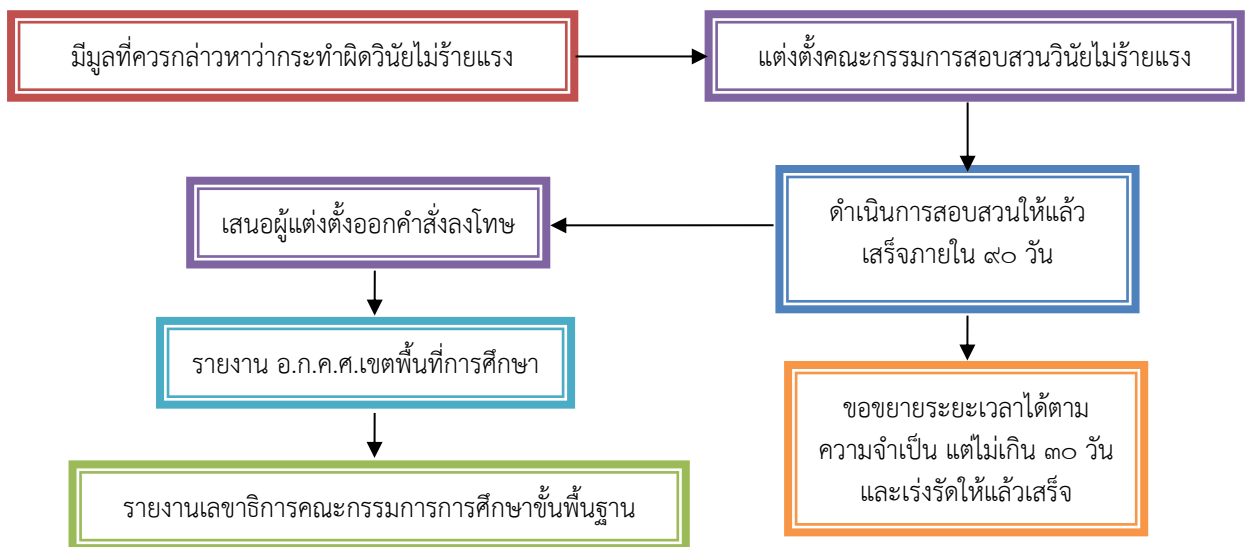 มีมูลที่ควรกล่าวหาว่ากระทำผิดวินัยไม่ร้ายแรง
แต่งตั้งคณะกรรมการสอบสวนวินัยไม่ร้ายแรง
ดำเนินการสอบสวนให้แล้ว
เสร็จภายใน ๙๐ วัน
เสนอผู้แต่งตั้งออกคำสั่งลงโทษ
รายงาน อ.ก.ค.ศ.เขตพื้นที่การศึกษา
รายงานเลขาธิการคณะกรรมการการศึกษาขั้นพื้นฐาน
ขอขยายระยะเวลาได้ตาม
ความจำเป็น แต่ไม่เกิน ๓๐ วัน
และเร่งรัดให้แล้วเสร็จ